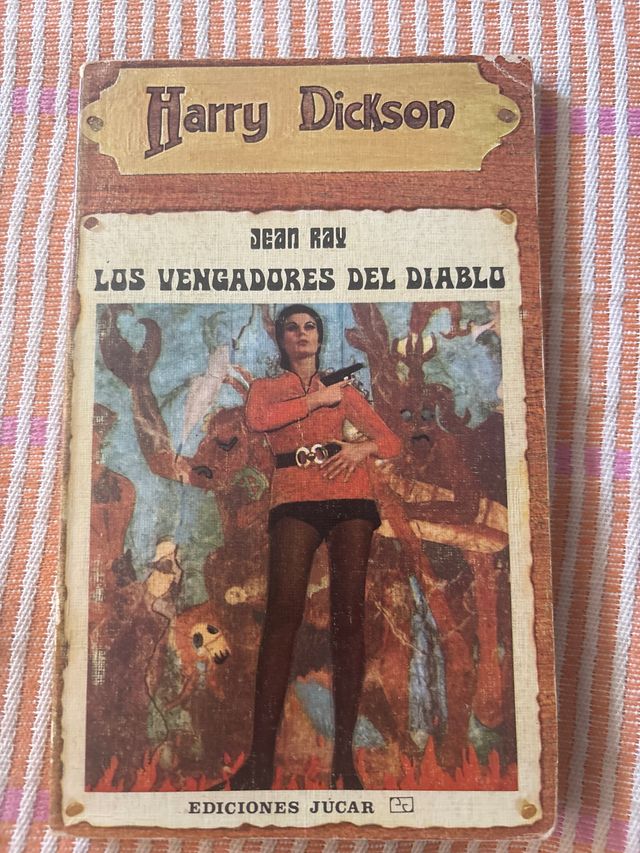 Harry Dickson
JEAN RAY
LOS VENGADORES DEL DIABLO
EDICIONES JÚCAR